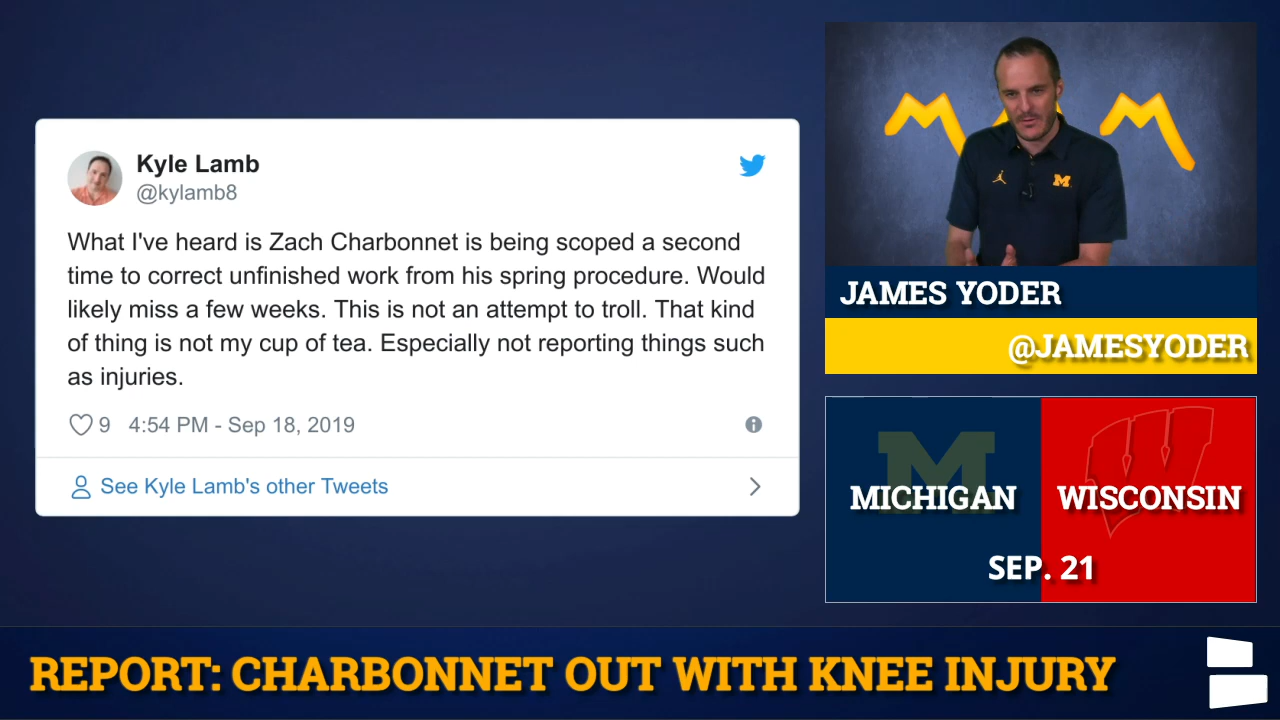 Kyle Lamb
@kylamb8
What I've heard is Zach Charbonnet is being scoped a second
time to correct unfinished work from his spring procedure. Would
likely miss a few weeks. This is not an attempt to troll. That kind
of thing is not my cup of tea. Especially not reporting things such
as injuries.
9 4:54 PM - Sep 18, 2019
See Kyle Lamb's other Tweets
M
JAMES YODER
@JAMESYODER
MICHIGAN
WISCONSIN
SEP. 21
REPORT: CHARBONNET OUT WITH KNEE INJURY